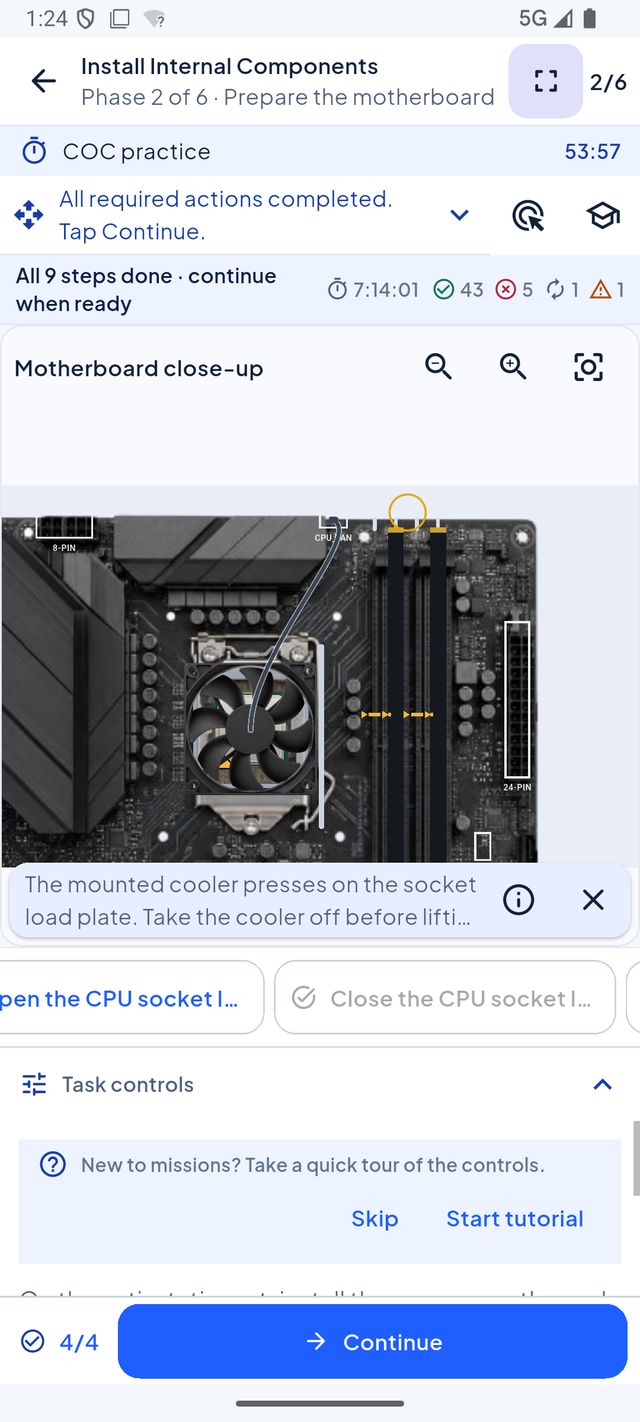 1:24
5G
Install Internal Components
Phase 2 of 6 · Prepare the motherboard
2/6
COC practice
53:57
All required actions completed.
Tap Continue.
All 9 steps done · continue
when ready
7:14:01
43
5
1
1
Motherboard close-up
8-PIN
24-PIN
The mounted cooler presses on the socket
load plate. Take the cooler off before lifti...
pen the CPU socket l...
Close the CPU socket l...
Task controls
New to missions? Take a quick tour of the controls.
Skip
Start tutorial
4/4
Continue